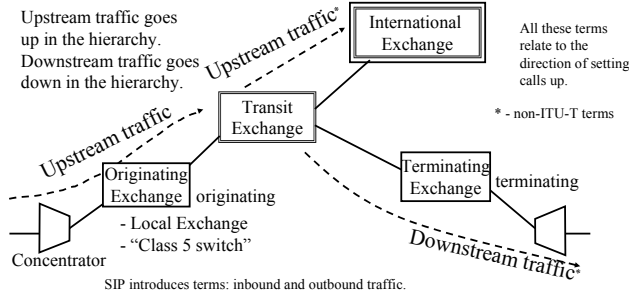 Upstream traffic goes
up in the hierarchy.
Downstream traffic goes
down in the hierarchy.
Upstream traffic*
International
Exchange
All these terms
relate to the
direction of setting
calls up.
* - non-ITU-T terms
Transit
Exchange
Upstream traffic
Originating
Exchange
originating
- Local Exchange
- “Class 5 switch”
Concentrator
Terminating
Exchange
terminating
Downstream traffic*
SIP introduces terms: inbound and outbound traffic.